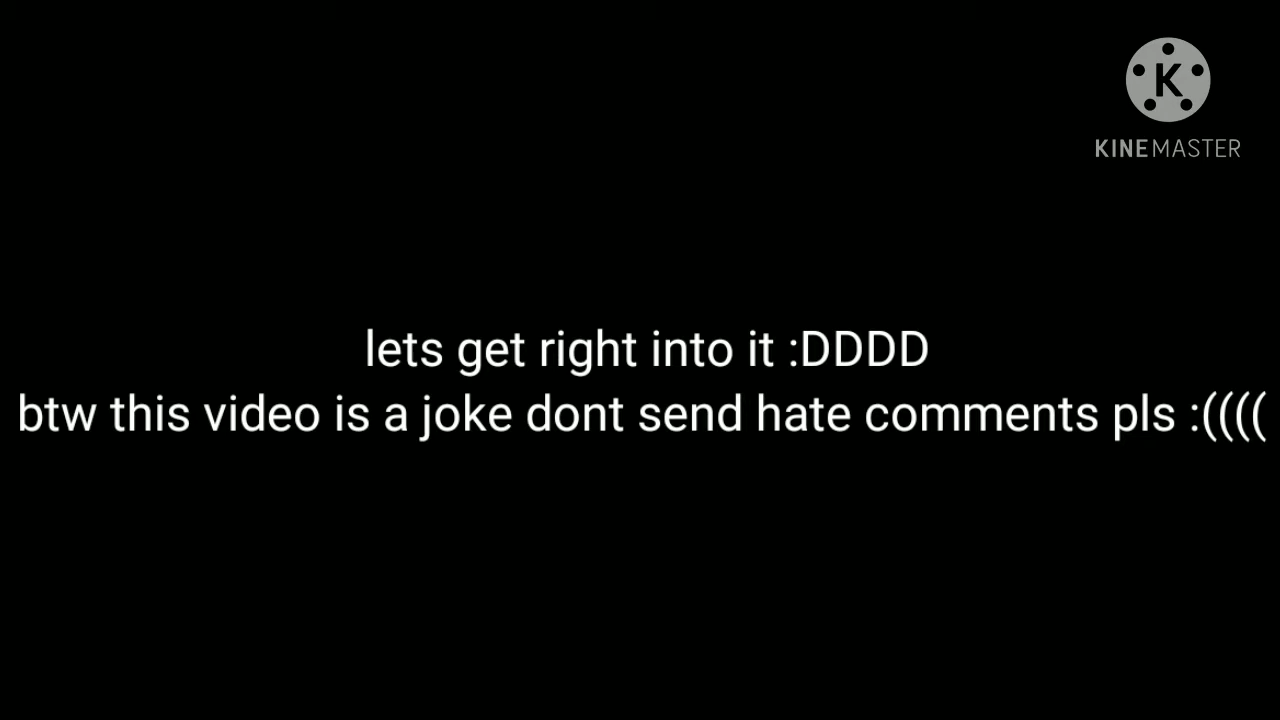 K
KINEMASTER
lets get right into it :DDDD
btw this video is a joke dont send hate comments pls :((((